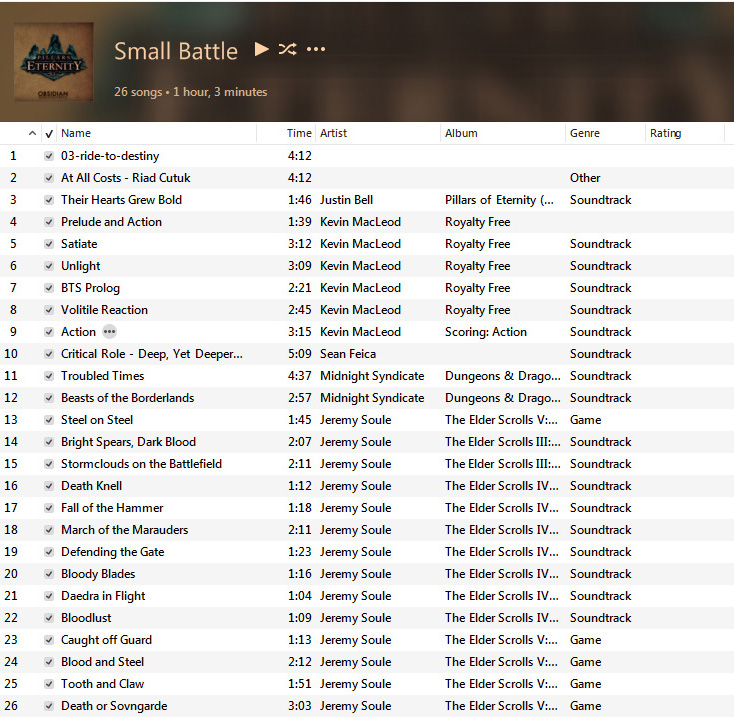 PILLARS
ETERNITY
OBSIDIAN
Small Battle
26 songs • 1 hour, 3 minutes
Name Time Artist Album Genre Rating
1 03-ride-to-destiny 4:12
2 At All Costs - Riad Cutuk 4:12 Other
3 Their Hearts Grew Bold 1:46 Justin Bell Pillars of Eternity (... Soundtrack
4 Prelude and Action 1:39 Kevin MacLeod Royalty Free
5 Satiate 3:12 Kevin MacLeod Royalty Free Soundtrack
6 Unlight 3:09 Kevin MacLeod Royalty Free Soundtrack
7 BTS Prolog 2:21 Kevin MacLeod Royalty Free Soundtrack
8 Volitile Reaction 2:45 Kevin MacLeod Royalty Free Soundtrack
9 Action 3:15 Kevin MacLeod Scoring: Action Soundtrack
10 Critical Role - Deep, Yet Deeper... 5:09 Sean Feica Soundtrack
11 Troubled Times 4:37 Midnight Syndicate Dungeons & Drago... Soundtrack
12 Beasts of the Borderlands 2:57 Midnight Syndicate Dungeons & Drago... Soundtrack
13 Steel on Steel 1:45 Jeremy Soule The Elder Scrolls V:... Game
14 Bright Spears, Dark Blood 2:07 Jeremy Soule The Elder Scrolls III:... Soundtrack
15 Stormclouds on the Battlefield 2:11 Jeremy Soule The Elder Scrolls III:... Soundtrack
16 Death Knell 1:12 Jeremy Soule The Elder Scrolls IV... Soundtrack
17 Fall of the Hammer 1:18 Jeremy Soule The Elder Scrolls IV... Soundtrack
18 March of the Marauders 2:11 Jeremy Soule The Elder Scrolls IV... Soundtrack
19 Defending the Gate 1:23 Jeremy Soule The Elder Scrolls IV... Soundtrack
20 Bloody Blades 1:16 Jeremy Soule The Elder Scrolls IV... Soundtrack
21 Daedra in Flight 1:04 Jeremy Soule The Elder Scrolls IV... Soundtrack
22 Bloodlust 1:09 Jeremy Soule The Elder Scrolls IV... Soundtrack
23 Caught off Guard 1:13 Jeremy Soule The Elder Scrolls V:... Game
24 Blood and Steel 2:12 Jeremy Soule The Elder Scrolls V:... Game
25 Tooth and Claw 1:51 Jeremy Soule The Elder Scrolls V:... Game
26 Death or Sovngarde 3:03 Jeremy Soule The Elder Scrolls V:... Game